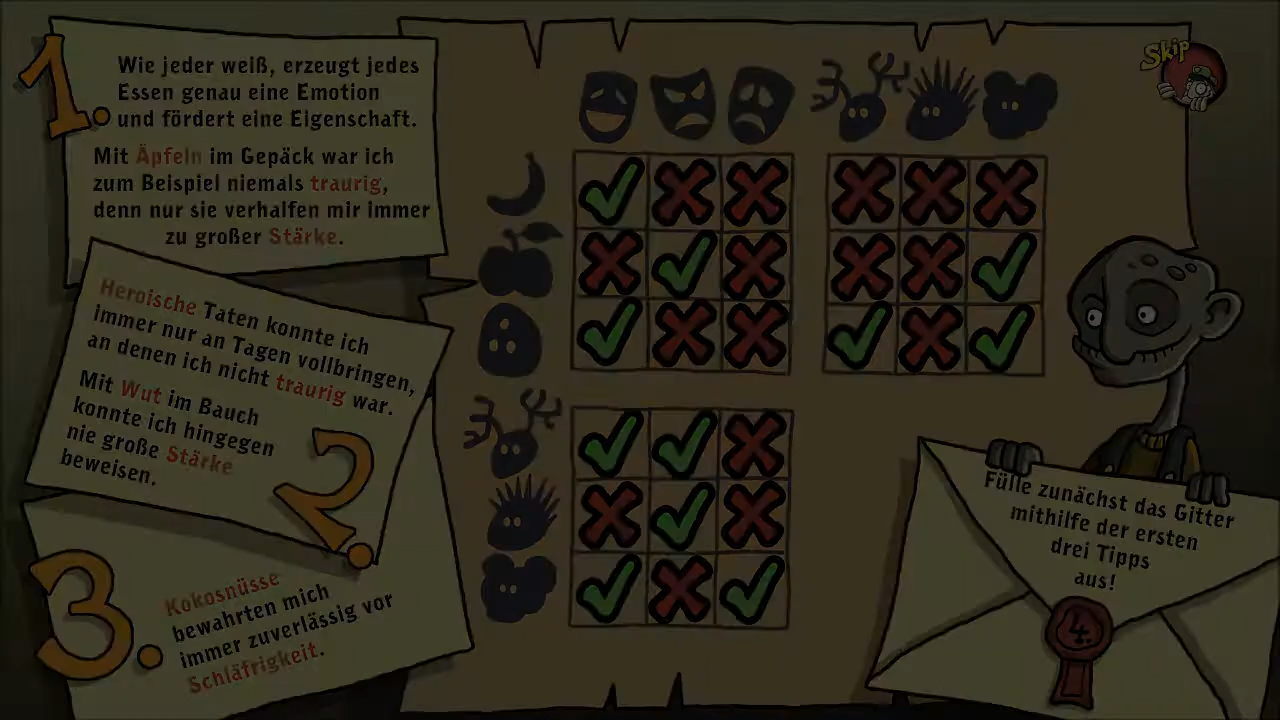 Wie jeder weiß, erzeugt jedes
Essen genau eine Emotion
und fördert eine Eigenschaft.
Mit Äpfeln im Gepäck war ich
zum Beispiel niemals traurig,
denn nur sie verhalfen mir immer
zu großer Stärke.
1.
Heroische Taten konnte ich
immer nur an Tagen vollbringen,
an denen ich nicht traurig war.
Mit Wut im Bauch
konnte ich hingegen
nie große Stärke
beweisen.
2.
3.
Kokosnüsse
bewahrten mich
immer zuverlässig vor
Schläfrigkeit.
Skip
Fülle zunächst das Gitter
mithilfe der ersten
drei Tipps
aus!
4.